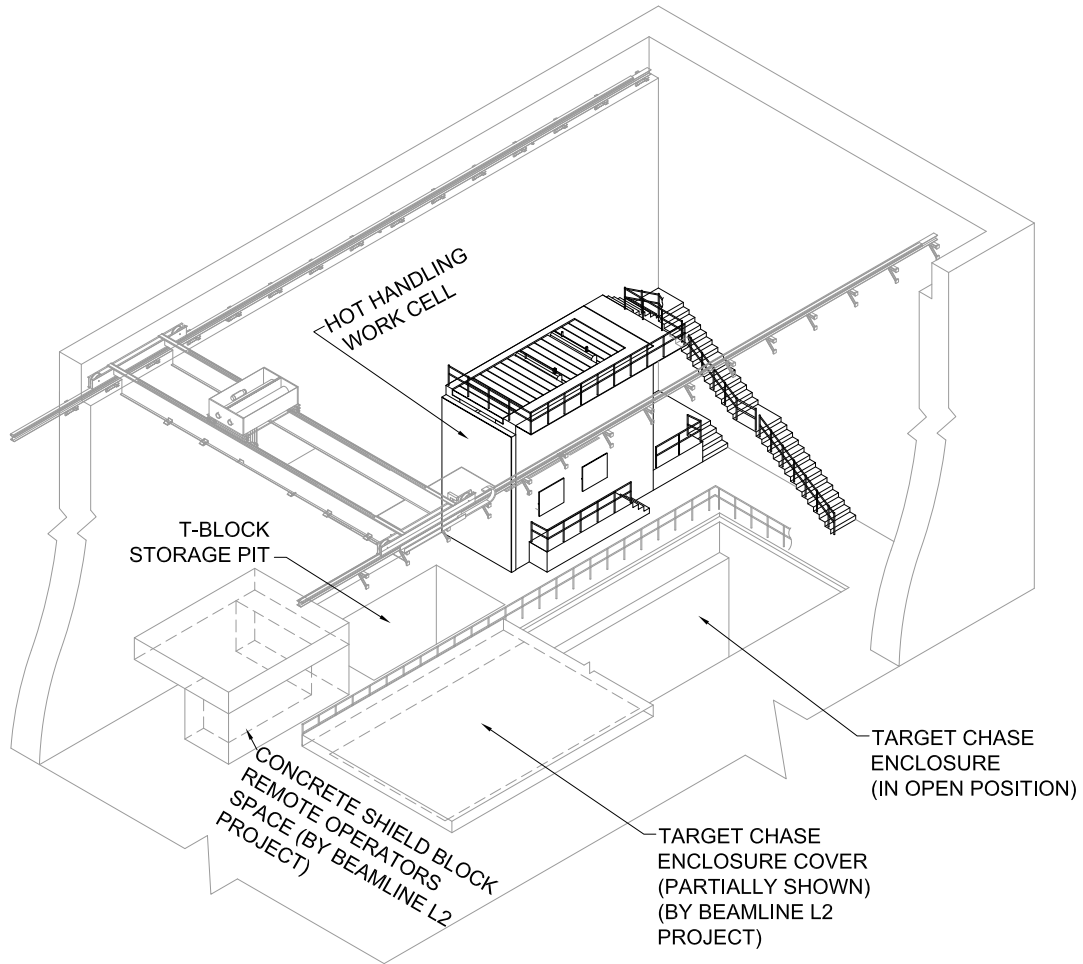 HOT HANDLING
WORK CELL
T-BLOCK
STORAGE PIT
CONCRETE SHIELD BLOCK
REMOTE OPERATORS
SPACE (BY BEAMLINE L2
PROJECT)
TARGET CHASE
ENCLOSURE
(IN OPEN POSITION)
TARGET CHASE
ENCLOSURE COVER
(PARTIALLY SHOWN)
(BY BEAMLINE L2
PROJECT)